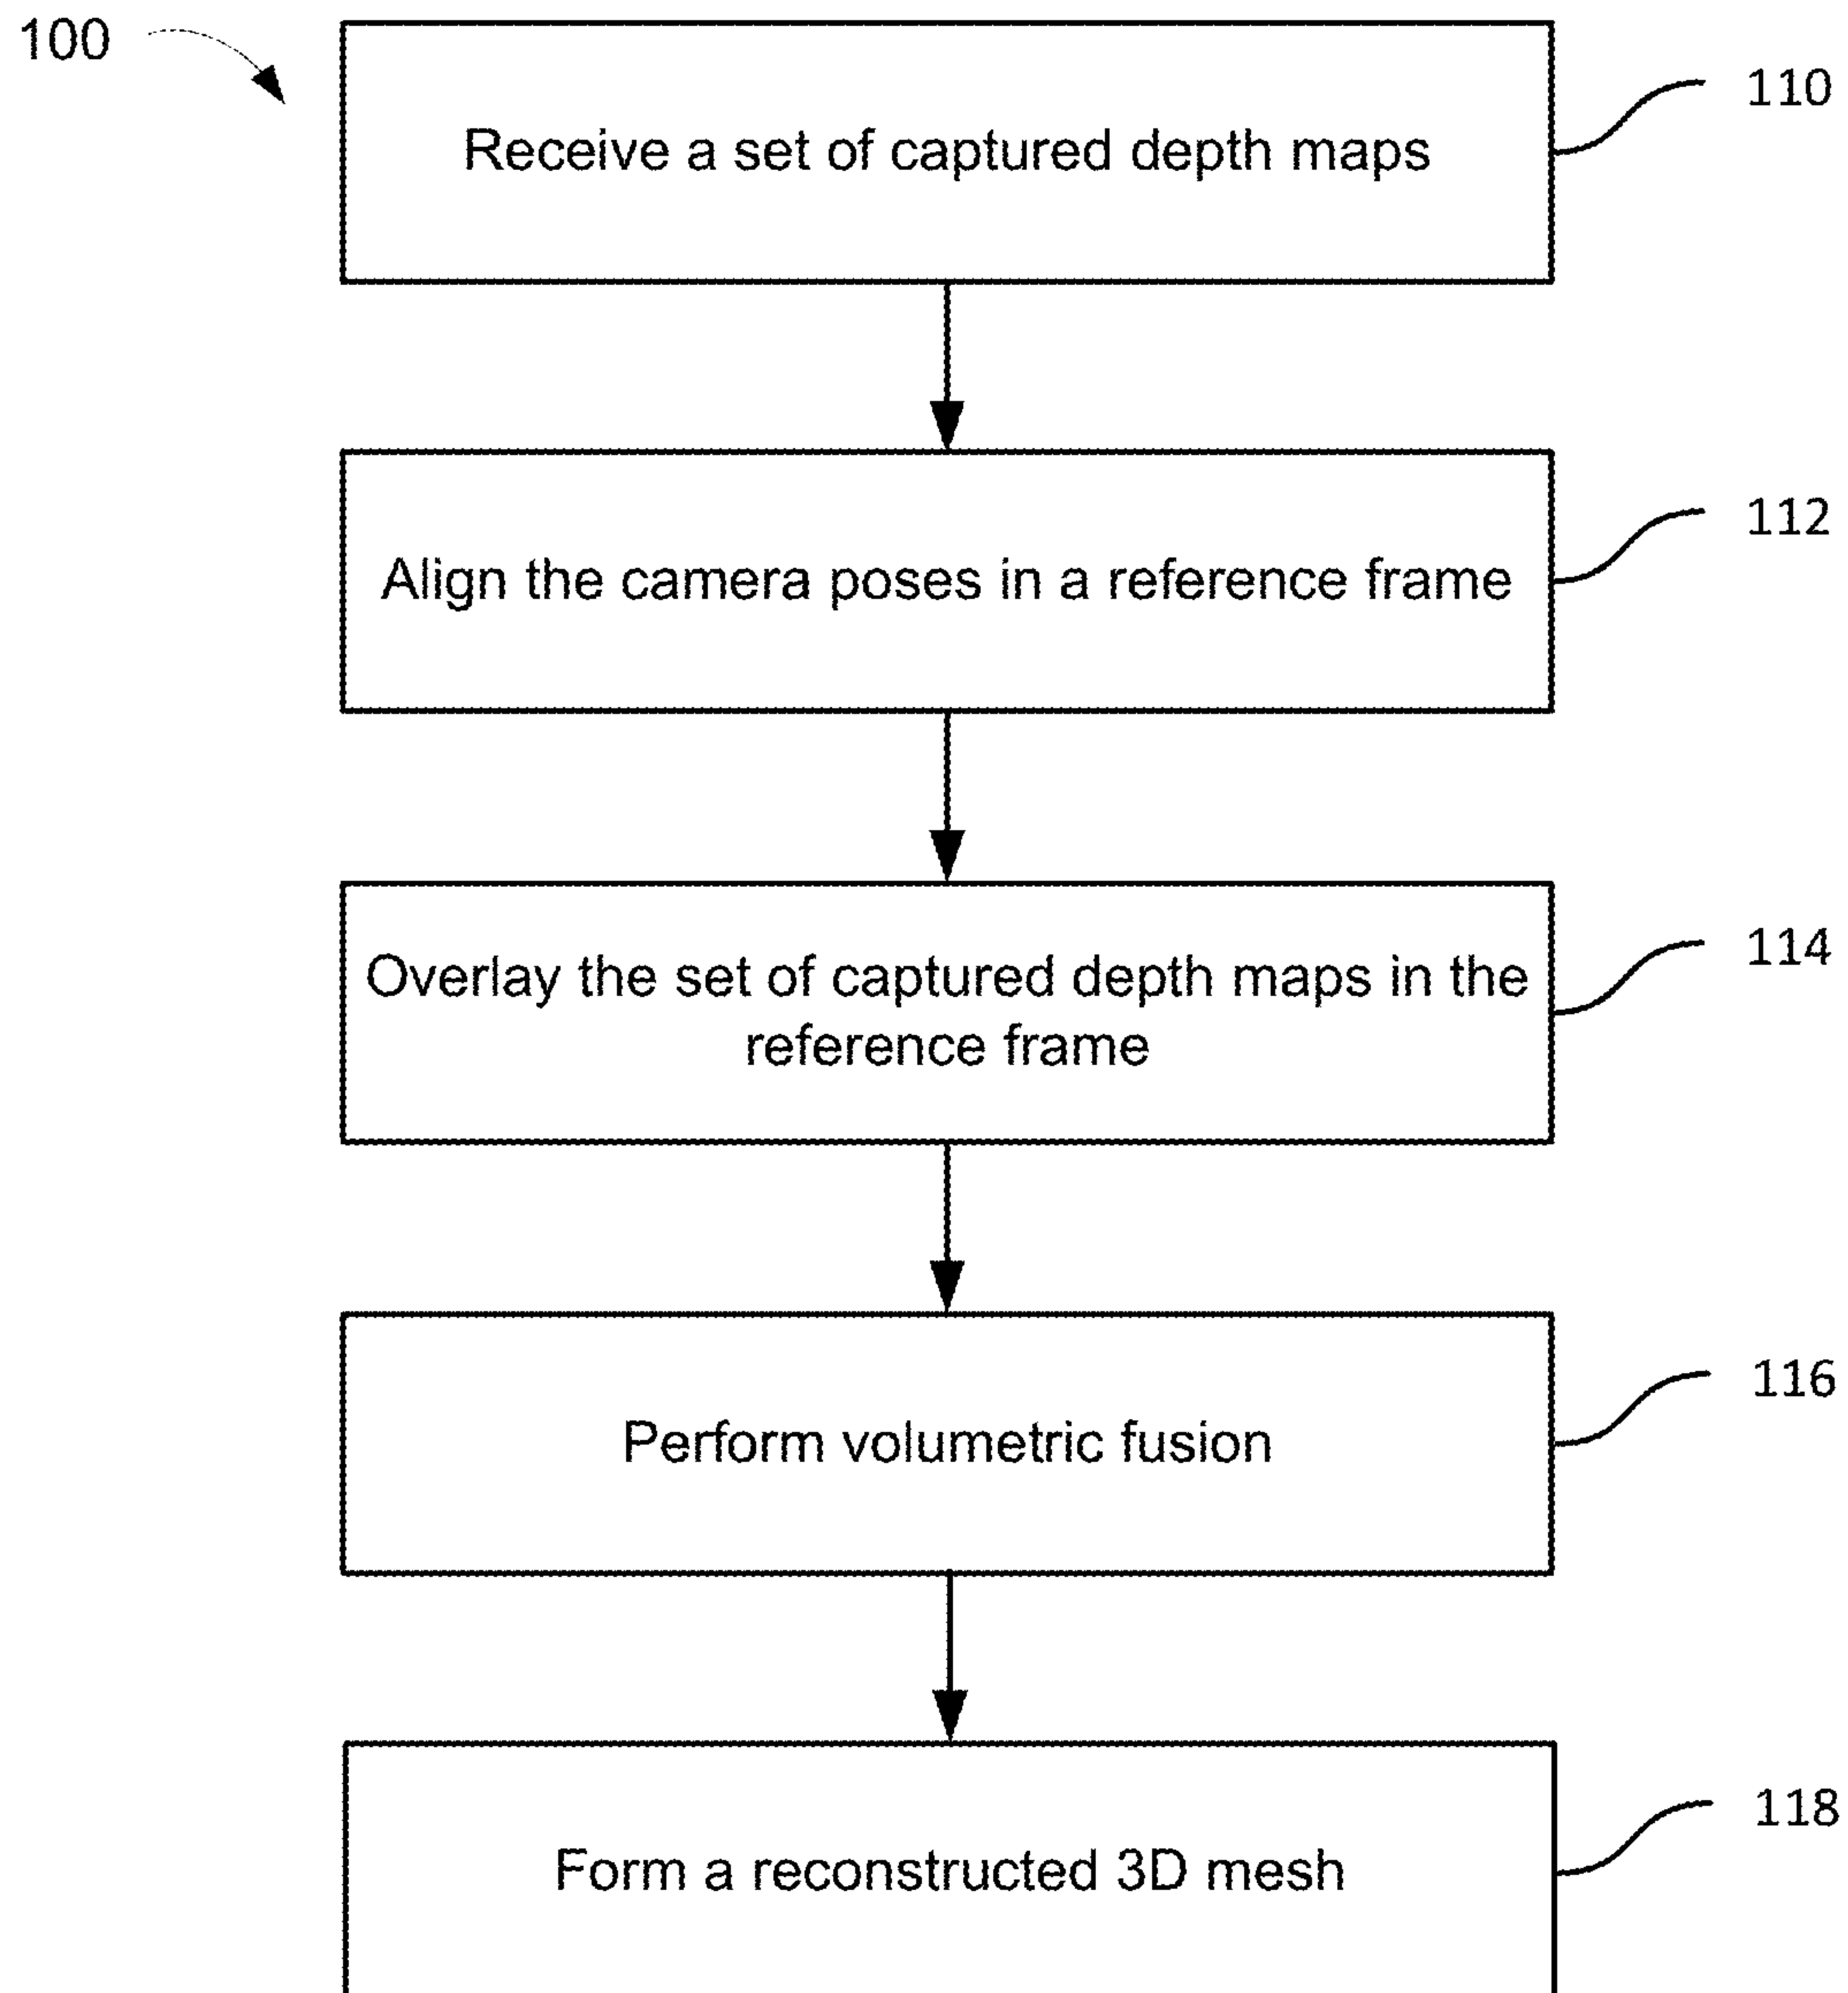 100
Receive a set of captured depth maps
110
Align the camera poses in a reference frame
112
Overlay the set of captured depth maps in the
reference frame
114
Perform volumetric fusion
116
Form a reconstructed 3D mesh
118